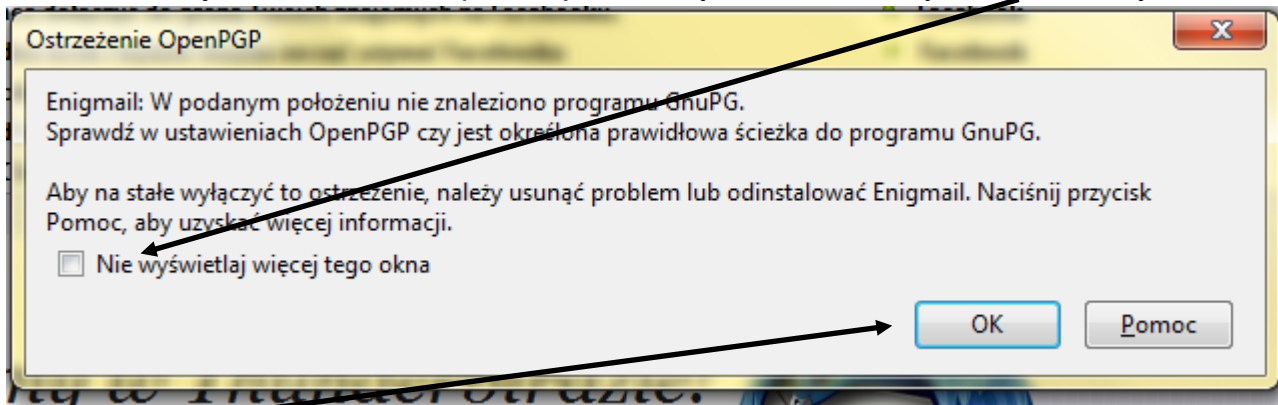 Ostrzeżenie OpenPGP
Enigmail: W podanym położeniu nie znaleziono programu GnuPG.
Sprawdź w ustawieniach OpenPGP czy jest określona prawidłowa ścieżka do programu GnuPG.
Aby na stałe wyłączyć to ostrzeżenie, należy usunąć problem lub odinstalować Enigmail. Naciśnij przycisk
Pomoc, aby uzyskać więcej informacji.
Nie wyświetlaj więcej tego okna
OK
Pomoc